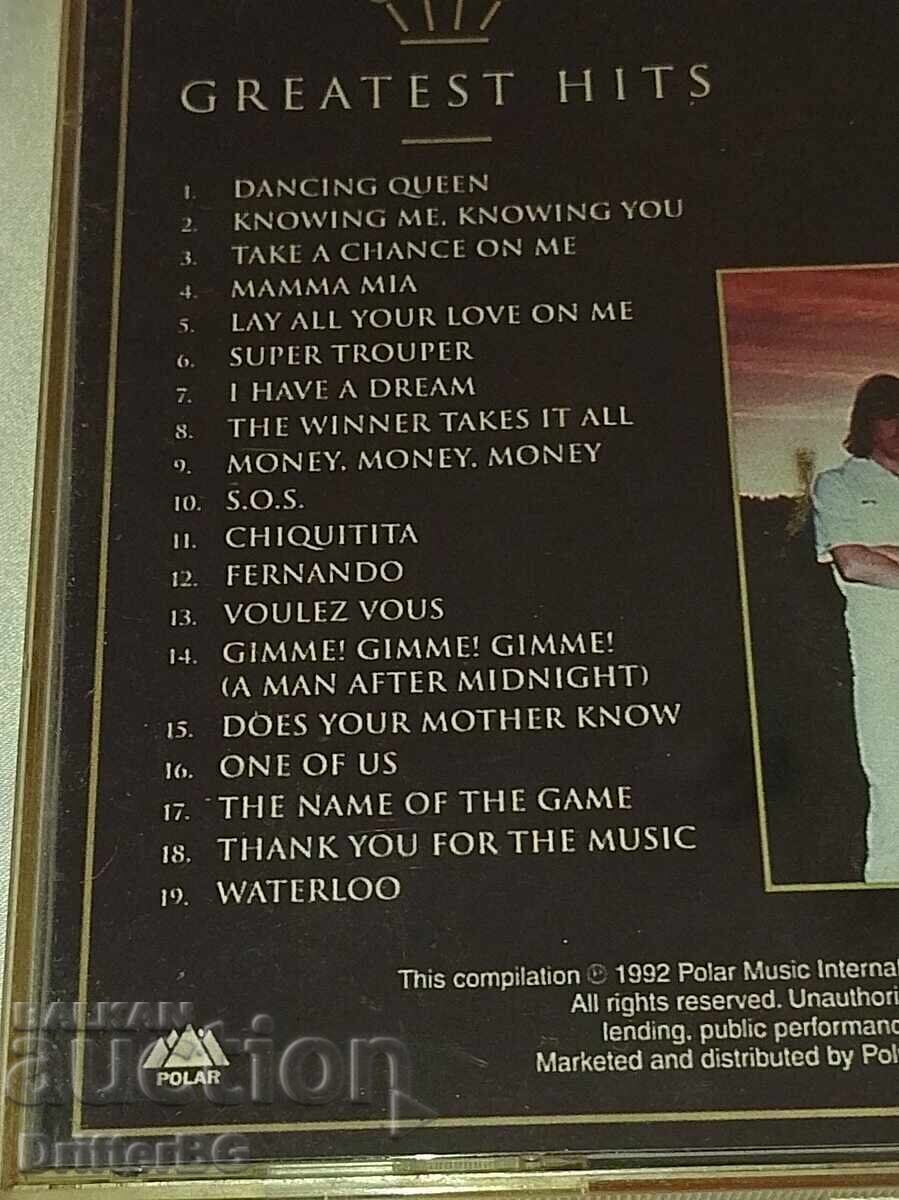 GREATEST HITS
1. DANCING QUEEN
2. KNOWING ME, KNOWING YOU
3. TAKE A CHANCE ON ME
4. MAMMA MIA
5. LAY ALL YOUR LOVE ON ME
6. SUPER TROUPER
7. I HAVE A DREAM
8. THE WINNER TAKES IT ALL
9. MONEY, MONEY, MONEY
10. S.O.S.
11. CHIQUITITA
12. FERNANDO
13. VOULEZ VOUS
14. GIMME! GIMME! GIMME!
(A MAN AFTER MIDNIGHT)
15. DOES YOUR MOTHER KNOW
16. ONE OF US
17. THE NAME OF THE GAME
18. THANK YOU FOR THE MUSIC
19. WATERLOO
This compilation ℗ 1992 Polar Music Internat
All rights reserved. Unauthori
lending, public performanc
Marketed and distributed by Pol
POLAR
BALKAN
auction
DrifterBG